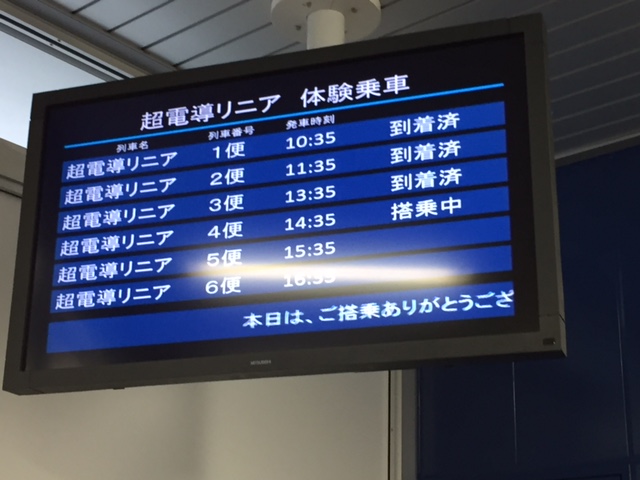 超電導リニア 体験乗車
列車名 列車番号 発車時刻
超電導リニア 1便 10:35 到着済
超電導リニア 2便 11:35 到着済
超電導リニア 3便 13:35 到着済
超電導リニア 4便 14:35 搭乗中
超電導リニア 5便 15:35
超電導リニア 6便 16:35
本日は、ご搭乗ありがとうござ
MITSUBISHI